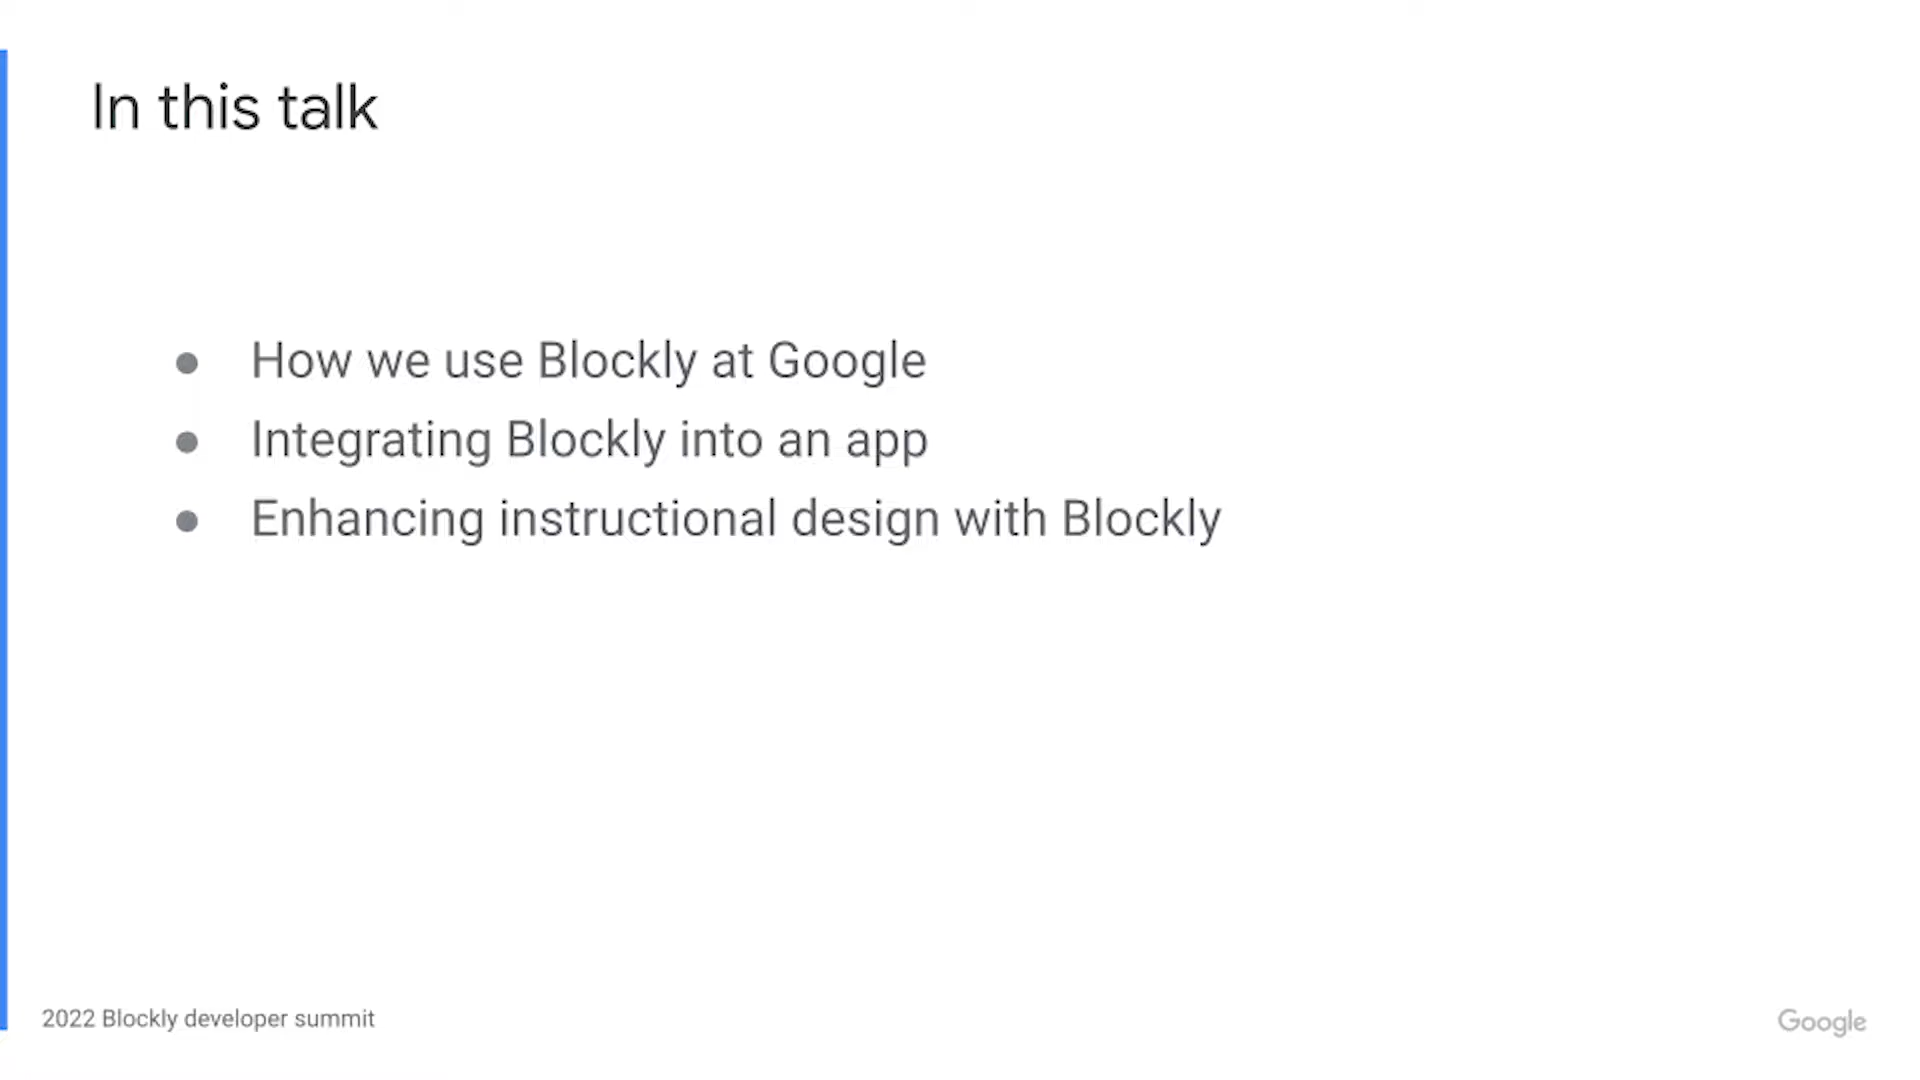 In this talk
● How we use Blockly at Google
● Integrating Blockly into an app
● Enhancing instructional design with Blockly
2022 Blockly developer summit
Google